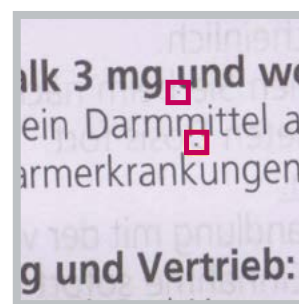 alk 3 mg und we
ein Darmmittel a
armerkrankungen
g und Vertrieb: